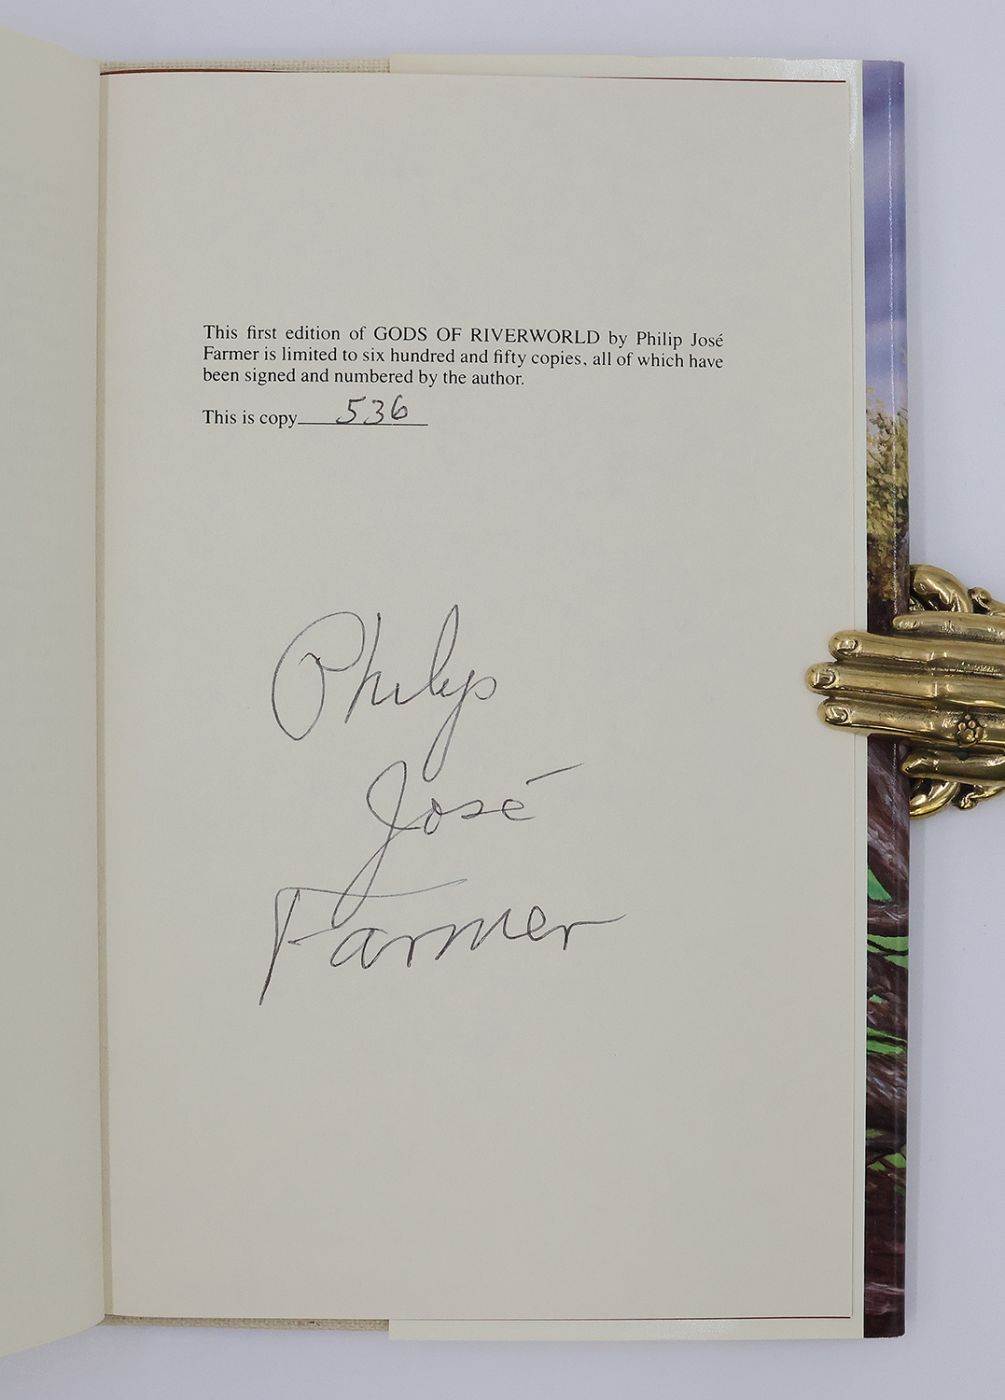 This first edition of GODS OF RIVERWORLD by Philip José
Farmer is limited to six hundred and fifty copies, all of which have
been signed and numbered by the author.
This is copy 536
Philip
José
Farmer